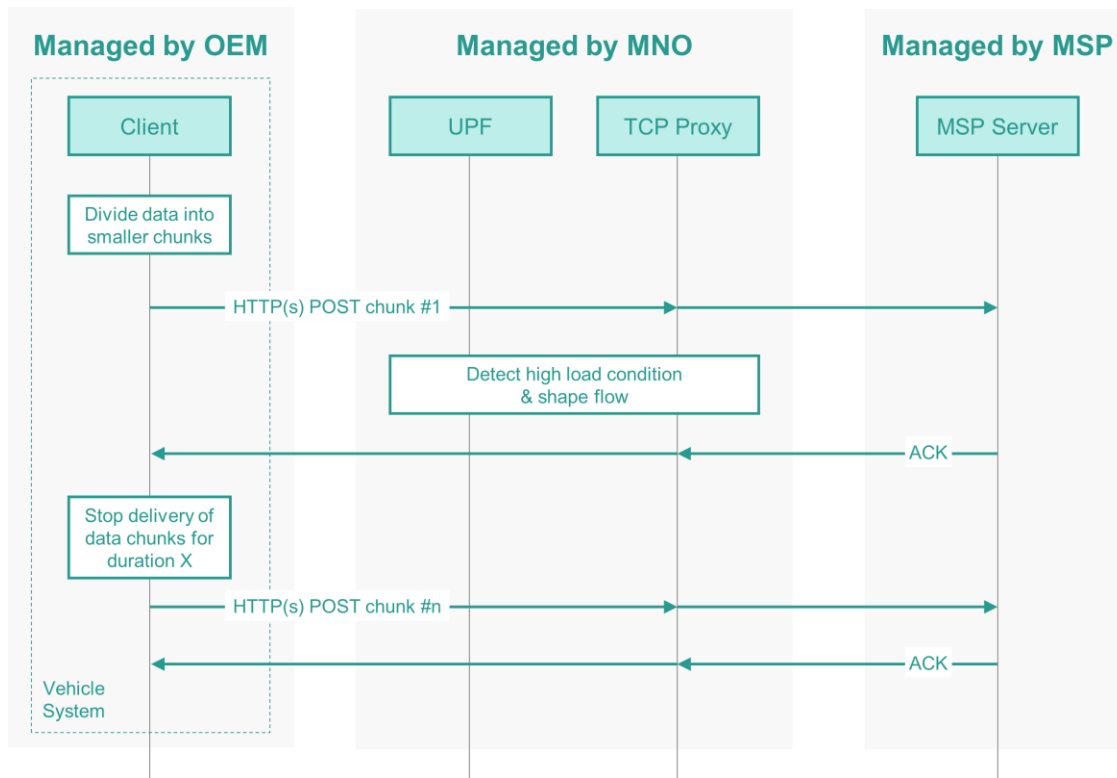 Managed by OEM
Managed by MNO
Managed by MSP
Client
UPF
TCP Proxy
MSP Server
Divide data into
smaller chunks
HTTP(s) POST chunk #1
Detect high load condition
& shape flow
ACK
Stop delivery of
data chunks for
duration X
HTTP(s) POST chunk #n
ACK
Vehicle
System